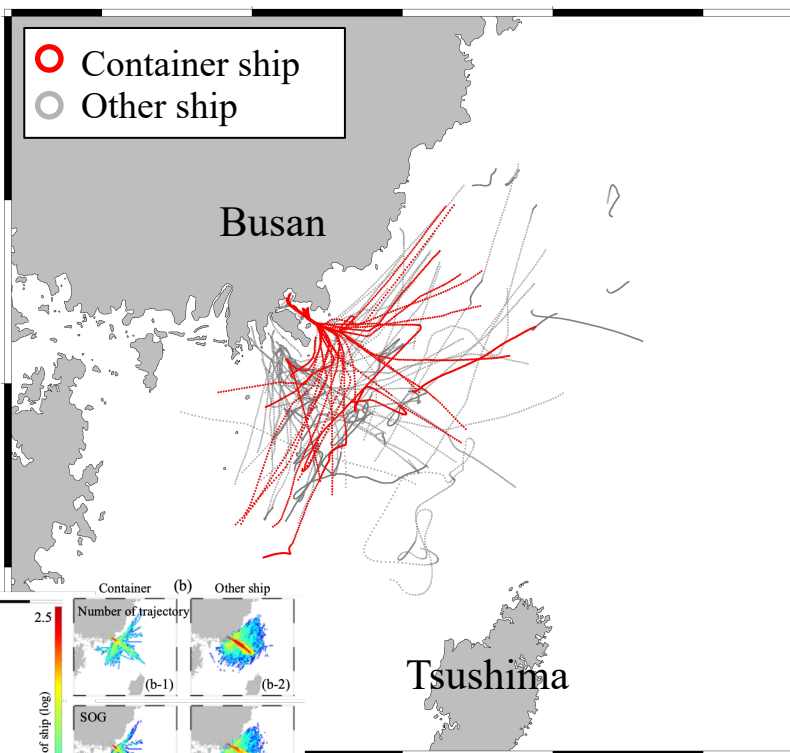 Container ship
Other ship
Busan
Container (b) Other ship
2.5
Number of trajectory
(b-1)
(b-2)
Tsushima
of ship (log)
SOG